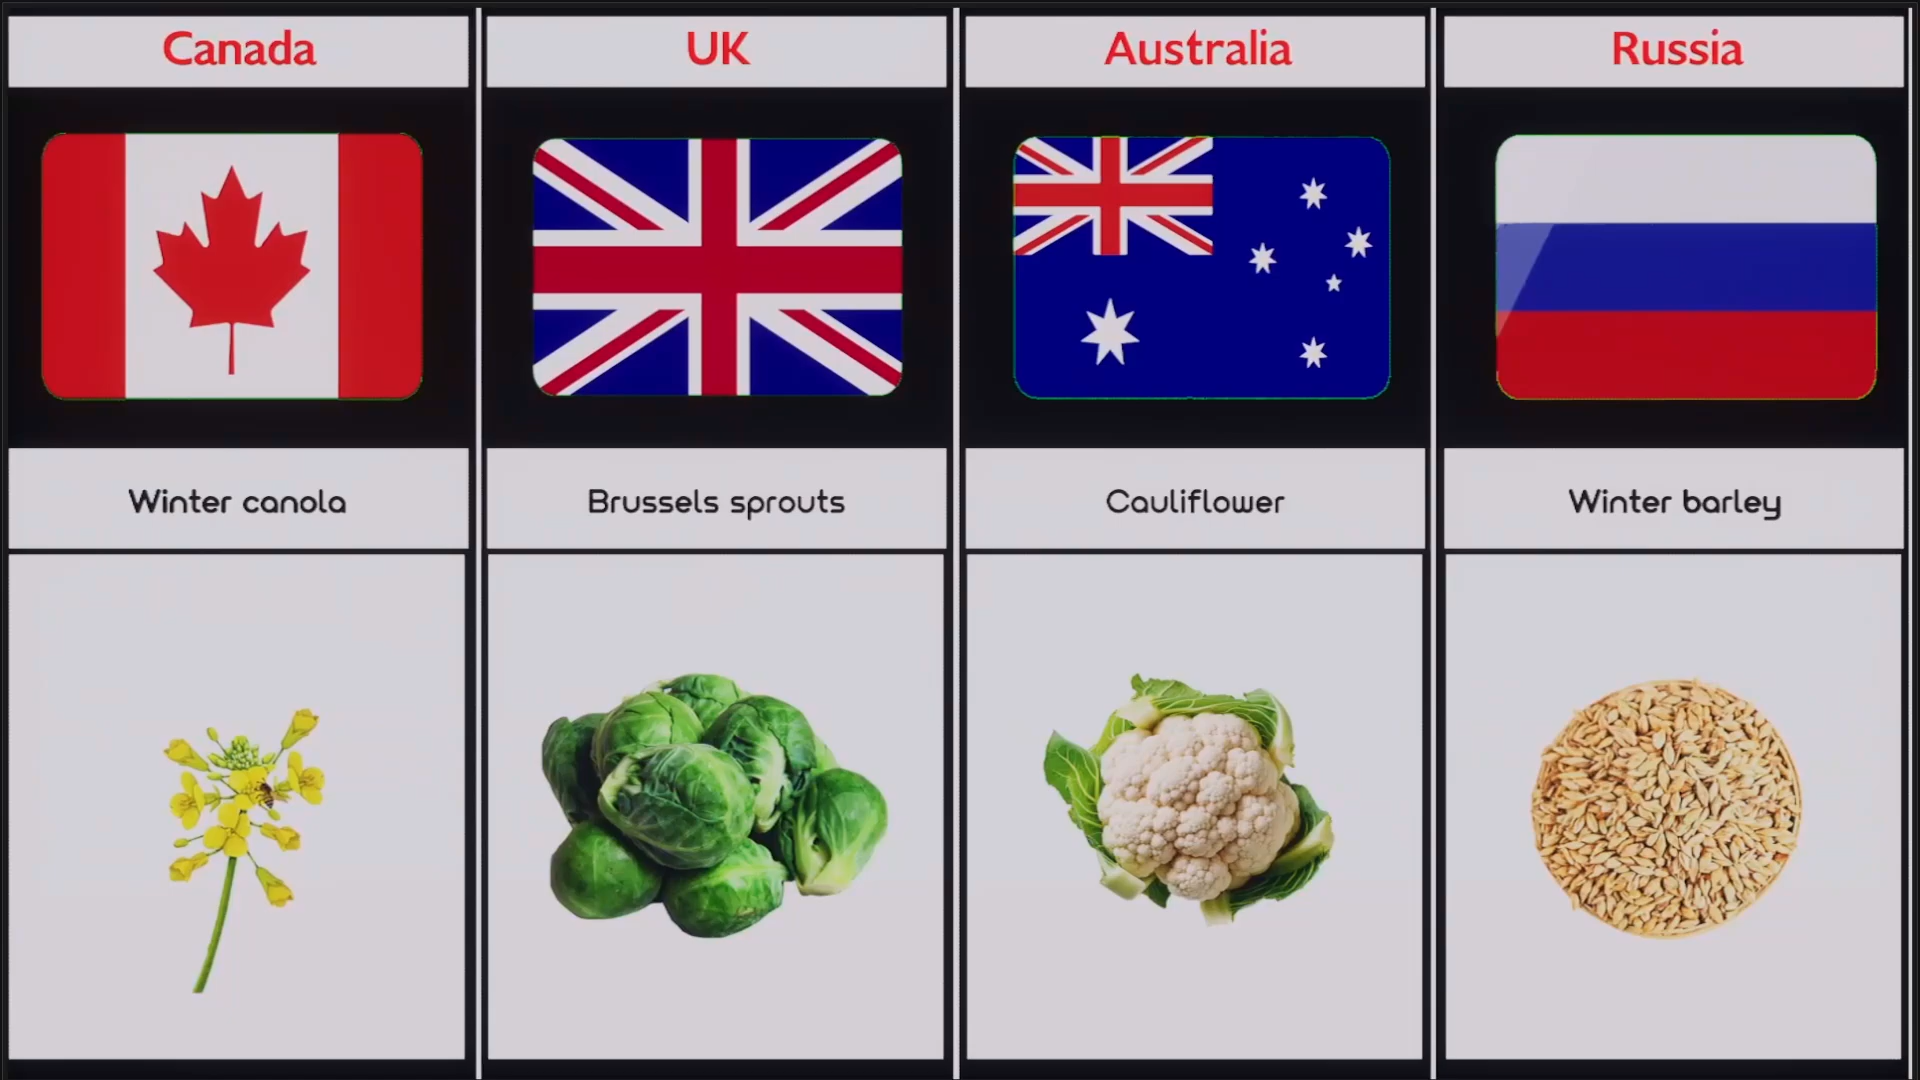 Canada
UK
Australia
Russia
Winter canola
Brussels sprouts
Cauliflower
Winter barley